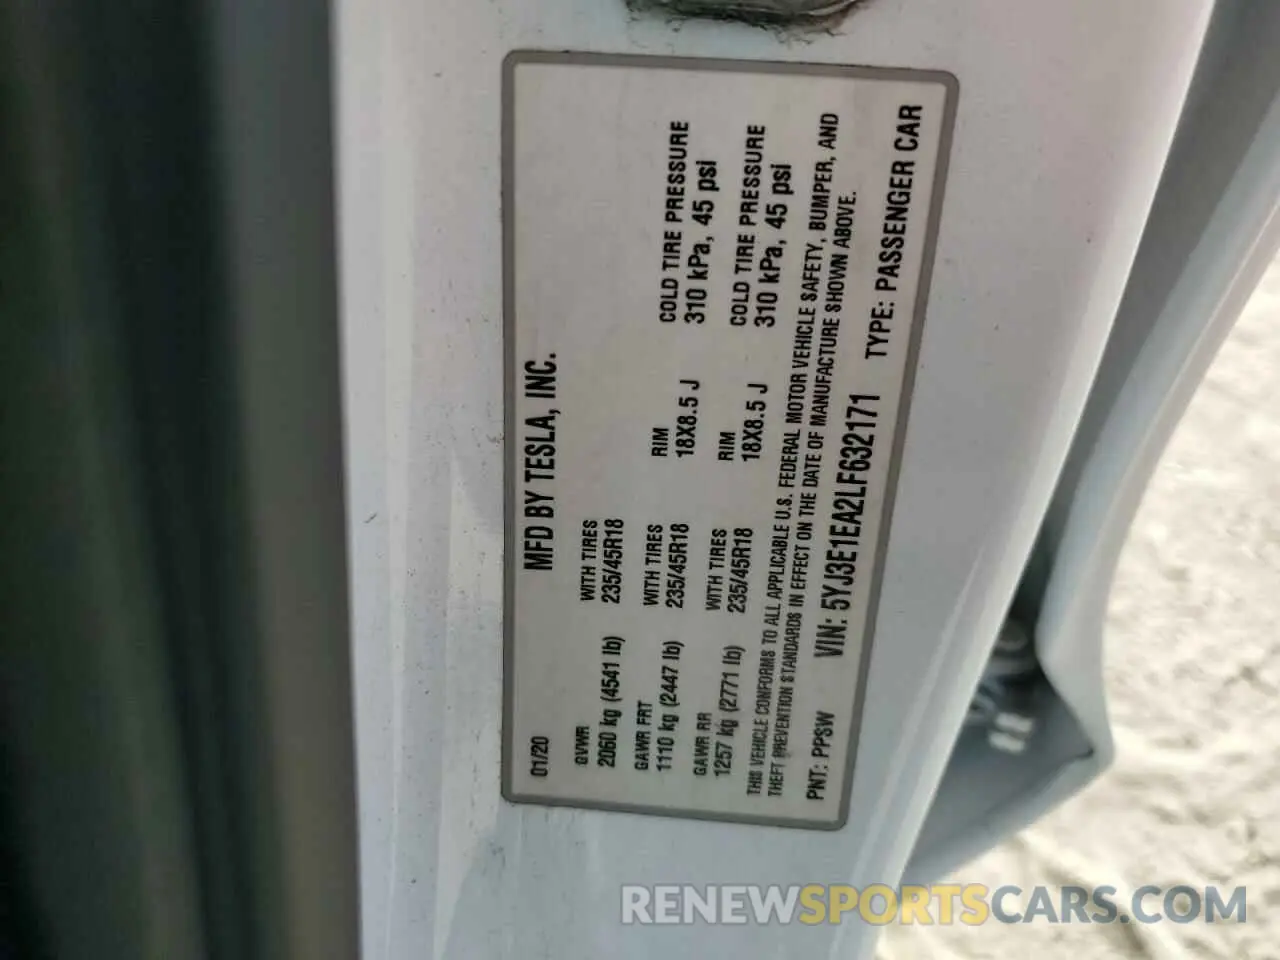 MFD BY TESLA, INC.
01/20
GVWR
2060 kg (4541 lb)
WITH TIRES
235/45R18
GAWR FRT
1110 kg (2447 lb)
WITH TIRES
235/45R18
RIM
18X8.5 J
COLD TIRE PRESSURE
310 kPa, 45 psi
GAWR RR
1257 kg (2771 lb)
WITH TIRES
235/45R18
RIM
18X8.5 J
COLD TIRE PRESSURE
310 kPa, 45 psi
THIS VEHICLE CONFORMS TO ALL APPLICABLE U.S. FEDERAL MOTOR VEHICLE SAFETY, BUMPER, AND
THEFT PREVENTION STANDARDS IN EFFECT ON THE DATE OF MANUFACTURE SHOWN ABOVE.
PNT: PPSW VIN: 5YJ3E1EA2LF632171 TYPE: PASSENGER CAR
RENEWSPORTSCARS.COM